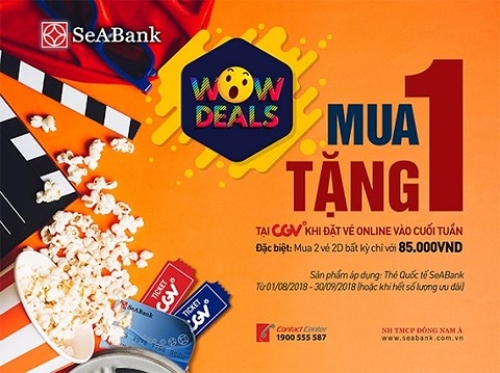 SeABank
WOW
DEALS
MUA 1
TẶNG 1
TẠI CGV KHI ĐẶT VÉ ONLINE VÀO CUỐI TUẦN
Đặc biệt: Mua 2 vé 2D bất kỳ chỉ với 85.000VND
Sản phẩm áp dụng: Thẻ Quốc tế SeABank
Từ 01/08/2018 - 30/09/2018 (hoặc khi hết số lượng ưu đãi)
TICKET
CGV
TICKET
CGV
Contact Center
1900 555 587
NH TMCP ĐÔNG NAM Á
www.seabank.com.vn